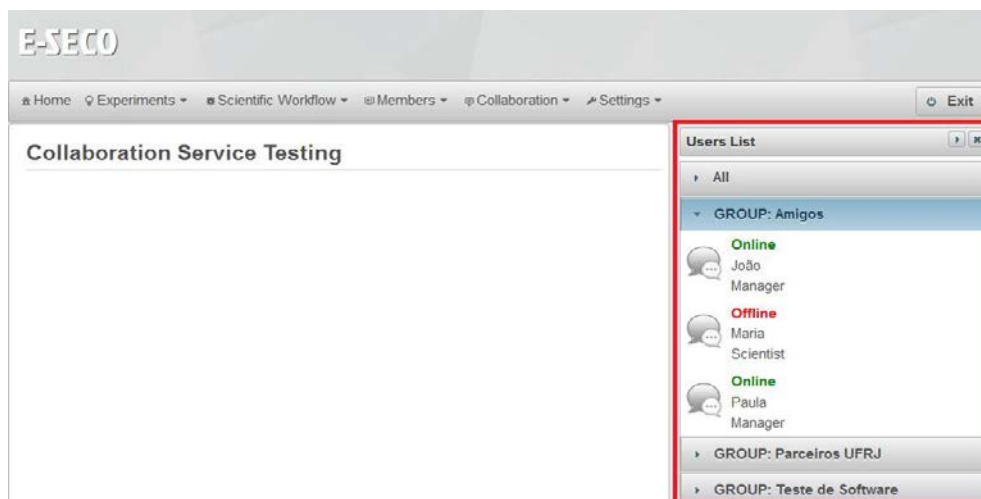 E-SECO
Home Experiments Scientific Workflow Members Collaboration Settings Exit
Collaboration Service Testing
Users List
All
GROUP: Amigos
Online
João
Manager
Offline
Maria
Scientist
Online
Paula
Manager
GROUP: Parceiros UFRJ
GROUP: Teste de Software